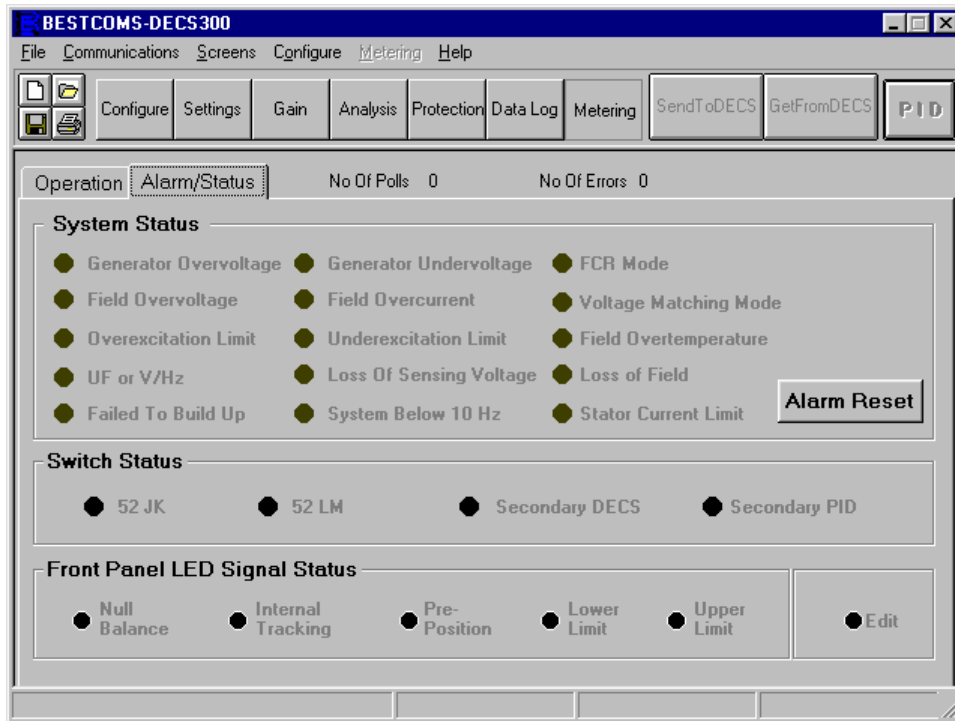 BESTCOMS-DECS300
File Communications Screens Configure Metering Help
Configure Settings Gain Analysis Protection Data Log Metering SendToDECS GetFromDECS PID
Operation Alarm/Status No Of Polls 0 No Of Errors 0
System Status
Generator Overvoltage Generator Undervoltage FCR Mode
Field Overvoltage Field Overcurrent Voltage Matching Mode
Overexcitation Limit Underexcitation Limit Field Overtemperature
UF or V/Hz Loss Of Sensing Voltage Loss of Field
Failed To Build Up System Below 10 Hz Stator Current Limit Alarm Reset
Switch Status
52 JK 52 LM Secondary DECS Secondary PID
Front Panel LED Signal Status
Null Internal Pre- Lower Upper
Balance Tracking Position Limit Limit Edit